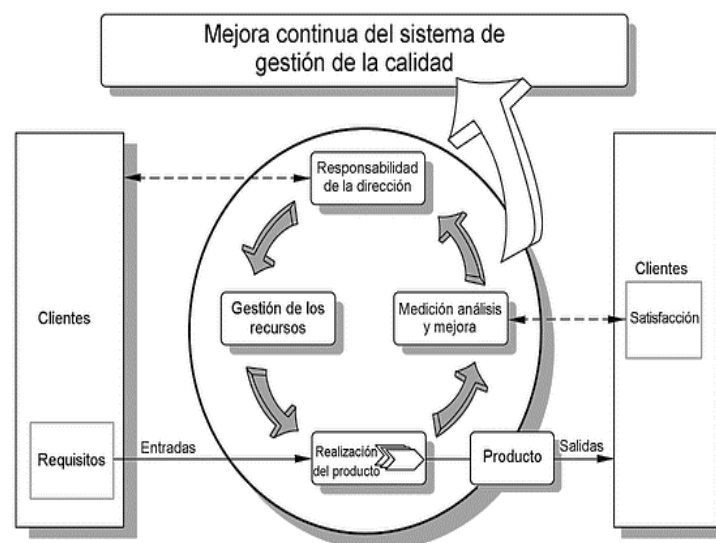 Mejora continua del sistema de
gestión de la calidad
Responsabilidad
de la dirección
Clientes
Gestión de los
recursos
Medición análisis
y mejora
Clientes
Satisfacción
Requisitos
Entradas
Realización
del producto
Producto
Salidas